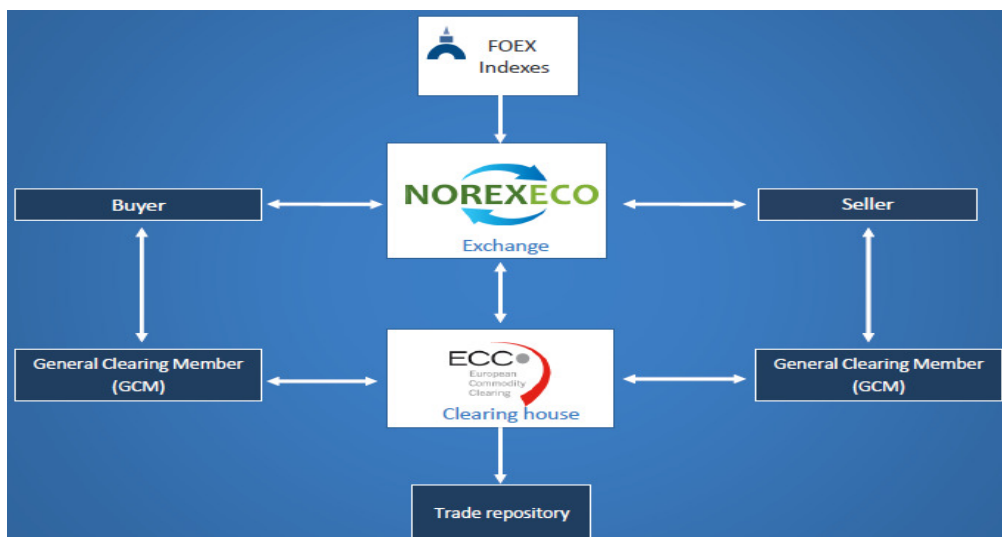 FOEX
Indexes
NOREXECO
Exchange
Buyer
Seller
General Clearing Member
(GCM)
ECC
European
Commodity
Clearing
Clearing house
General Clearing Member
(GCM)
Trade repository